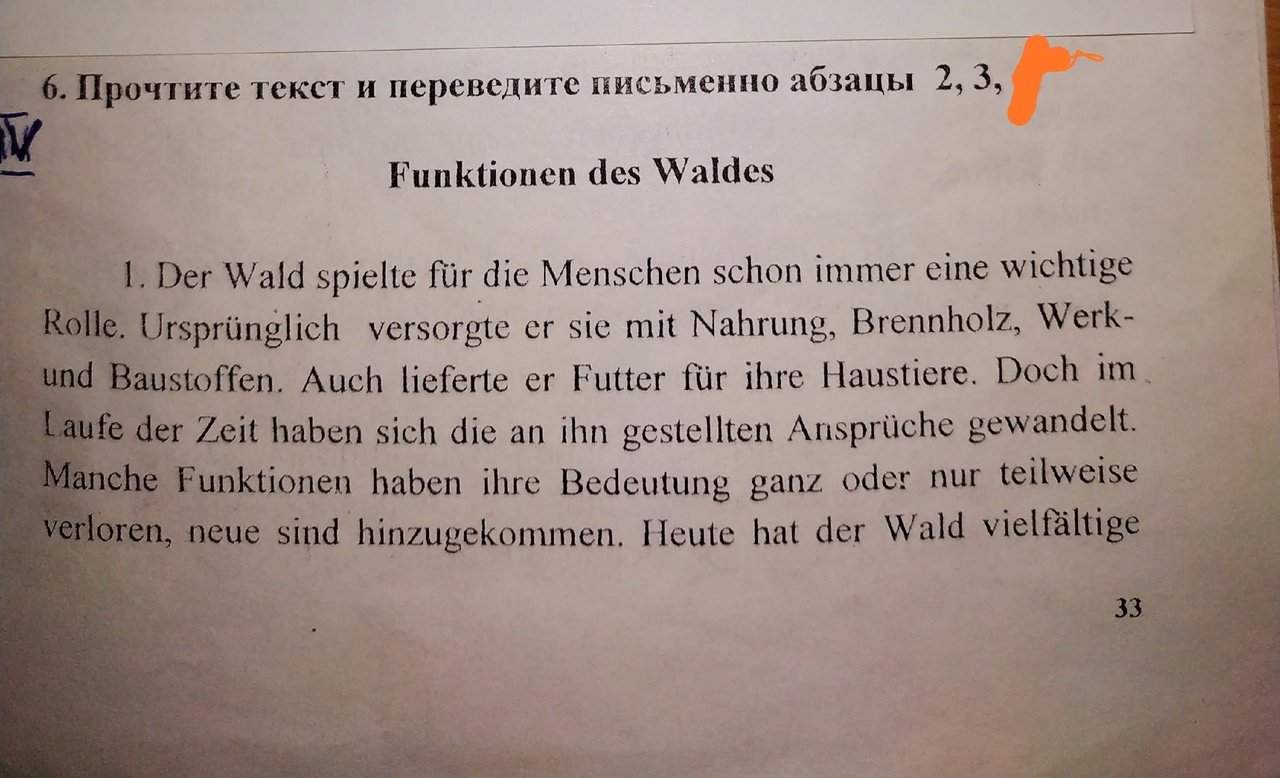 6. Прочтите текст и переведите письменно абзацы 2, 3,
IV
Funktionen des Waldes
1. Der Wald spielte für die Menschen schon immer eine wichtige
Rolle. Ursprünglich versorgte er sie mit Nahrung, Brennholz, Werk-
und Baustoffen. Auch lieferte er Futter für ihre Haustiere. Doch im
Laufe der Zeit haben sich die an ihn gestellten Ansprüche gewandelt.
Manche Funktionen haben ihre Bedeutung ganz oder nur teilweise
verloren, neue sind hinzugekommen. Heute hat der Wald vielfältige
33